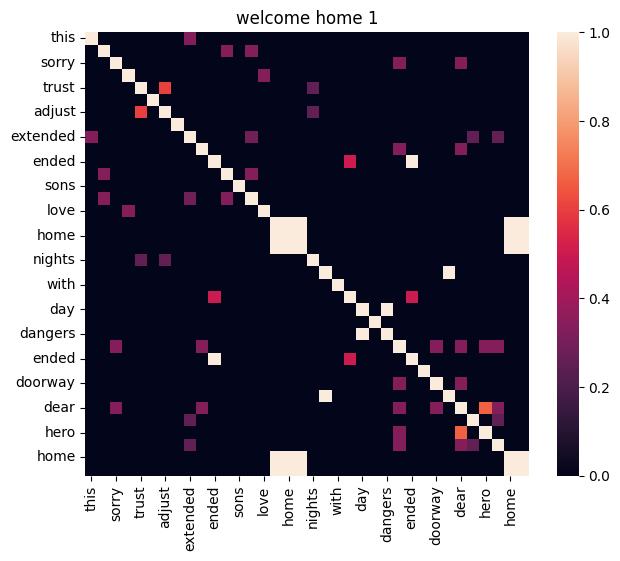 welcome home 1
this
sorry
trust
adjust
extended
ended
sons
love
home
nights
with
day
dangers
ended
doorway
dear
hero
home
this
sorry
trust
adjust
extended
ended
sons
love
home
nights
with
day
dangers
ended
doorway
dear
hero
home
1.0
0.8
0.6
0.4
0.2
0.0